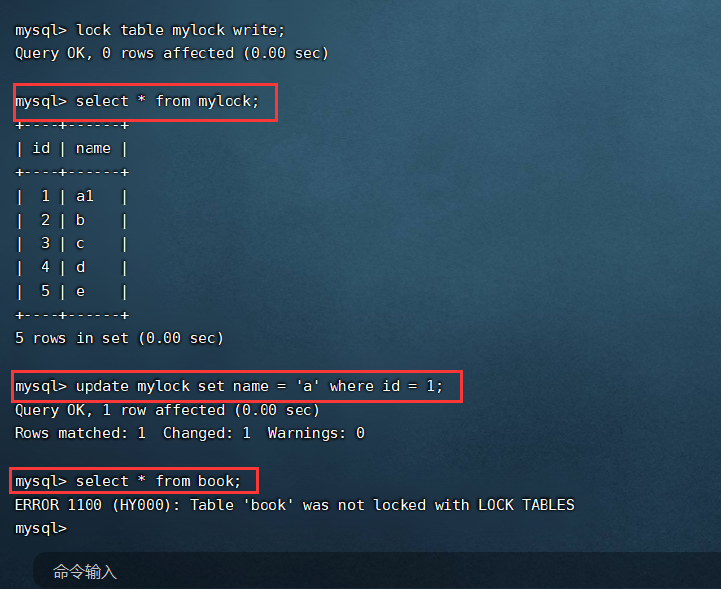 mysql> lock table mylock write;
Query OK, 0 rows affected (0.00 sec)
mysql> select * from mylock;
+----+------+
| id | name |
+----+------+
|  1 | a1   |
|  2 | b    |
|  3 | c    |
|  4 | d    |
|  5 | e    |
+----+------+
5 rows in set (0.00 sec)
mysql> update mylock set name = 'a' where id = 1;
Query OK, 1 row affected (0.00 sec)
Rows matched: 1  Changed: 1  Warnings: 0
mysql> select * from book;
ERROR 1100 (HY000): Table 'book' was not locked with LOCK TABLES
mysql>
命令输入